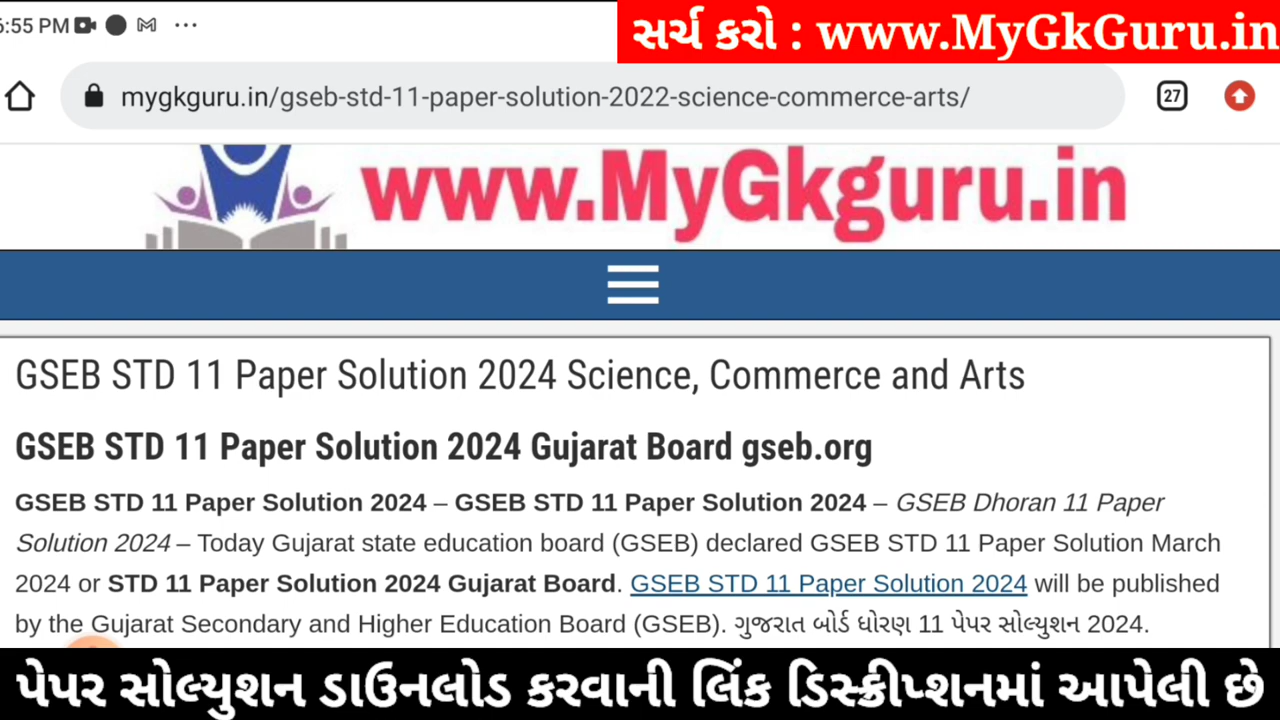 6:55 PM
સર્ચ કરો : www.MyGkGuru.in
mygkguru.in/gseb-std-11-paper-solution-2022-science-commerce-arts/
27
www.MyGkguru.in
GSEB STD 11 Paper Solution 2024 Science, Commerce and Arts
GSEB STD 11 Paper Solution 2024 Gujarat Board gseb.org
GSEB STD 11 Paper Solution 2024 – GSEB STD 11 Paper Solution 2024 – GSEB Dhoran 11 Paper
Solution 2024 – Today Gujarat state education board (GSEB) declared GSEB STD 11 Paper Solution March
2024 or STD 11 Paper Solution 2024 Gujarat Board. GSEB STD 11 Paper Solution 2024 will be published
by the Gujarat Secondary and Higher Education Board (GSEB). ગુજરાત બોર્ડ ધોરણ 11 પેપર સોલ્યુશન 2024.
પેપર સોલ્યુશન ડાઉનલોડ કરવાની લિંક ડિસ્ક્રીપ્શનમાં આપેલી છે